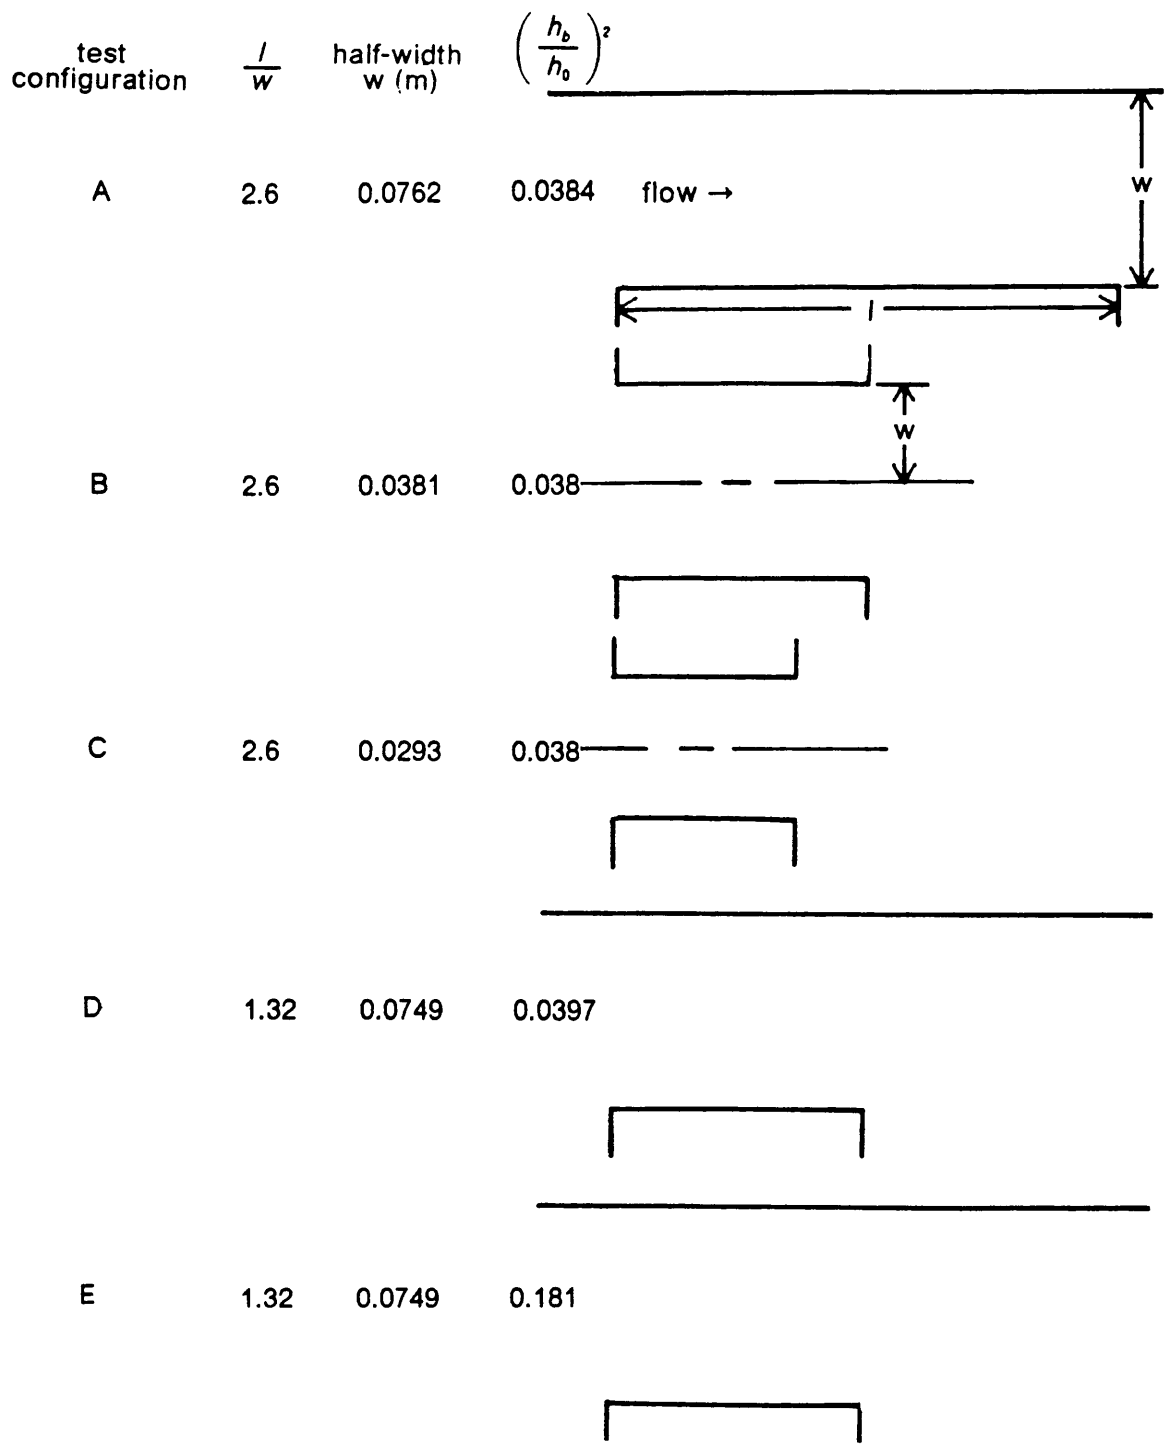 test configuration l/w half-width w (m) (h_b/h_0)²
w
A 2.6 0.0762 0.0384 flow →
l
w
B 2.6 0.0381 0.038
C 2.6 0.0293 0.038
D 1.32 0.0749 0.0397
E 1.32 0.0749 0.181